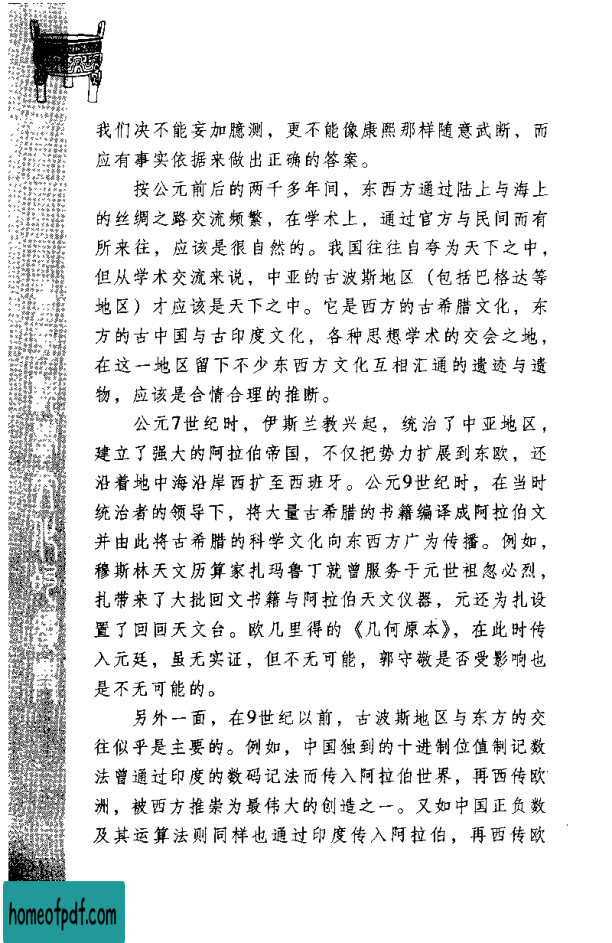 我们决不能妄加臆测，更不能像康熙那样随意武断，而
应有事实依据来做出正确的答案。
按公元前后的两千多年间，东西方通过陆上与海上
的丝绸之路交流频繁，在学术上，通过官方与民间而有
所来往，应该是很自然的。我国往往自夸为天下之中，
但从学术交流来说，中亚的古波斯地区（包括巴格达等
地区）才应该是天下之中。它是西方的古希腊文化，东
方的古中国与古印度文化，各种思想学术的交会之地，
在这一地区留下不少东西方文化互相汇通的遗迹与遗
物，应该是合情合理的推断。
公元7世纪时，伊斯兰教兴起，统治了中亚地区，
建立了强大的阿拉伯帝国，不仅把势力扩展到东欧，还
沿着地中海沿岸西扩至西班牙。公元9世纪时，在当时
统治者的领导下，将大量古希腊的书籍编译成阿拉伯文
并由此将古希腊的科学文化向东西方广为传播。例如，
穆斯林天文历算家扎玛鲁丁就曾服务于元世祖忽必烈，
扎带来了大批回文书籍与阿拉伯天文仪器，元还为扎设
置了回回天文台。欧几里得的《几何原本》，在此时传
入元廷，虽无实证，但不无可能，郭守敬是否受影响也
是不无可能的。
另外一面，在9世纪以前，古波斯地区与东方的交
往似乎是主要的。例如，中国独到的十进制位值制记数
法曾通过印度的数码记法而传入阿拉伯世界，再西传欧
洲，被西方推崇为最伟大的创造之一。又如中国正负数
及其运算法则同样也通过印度传入阿拉伯，再西传欧
homeofpdf.com